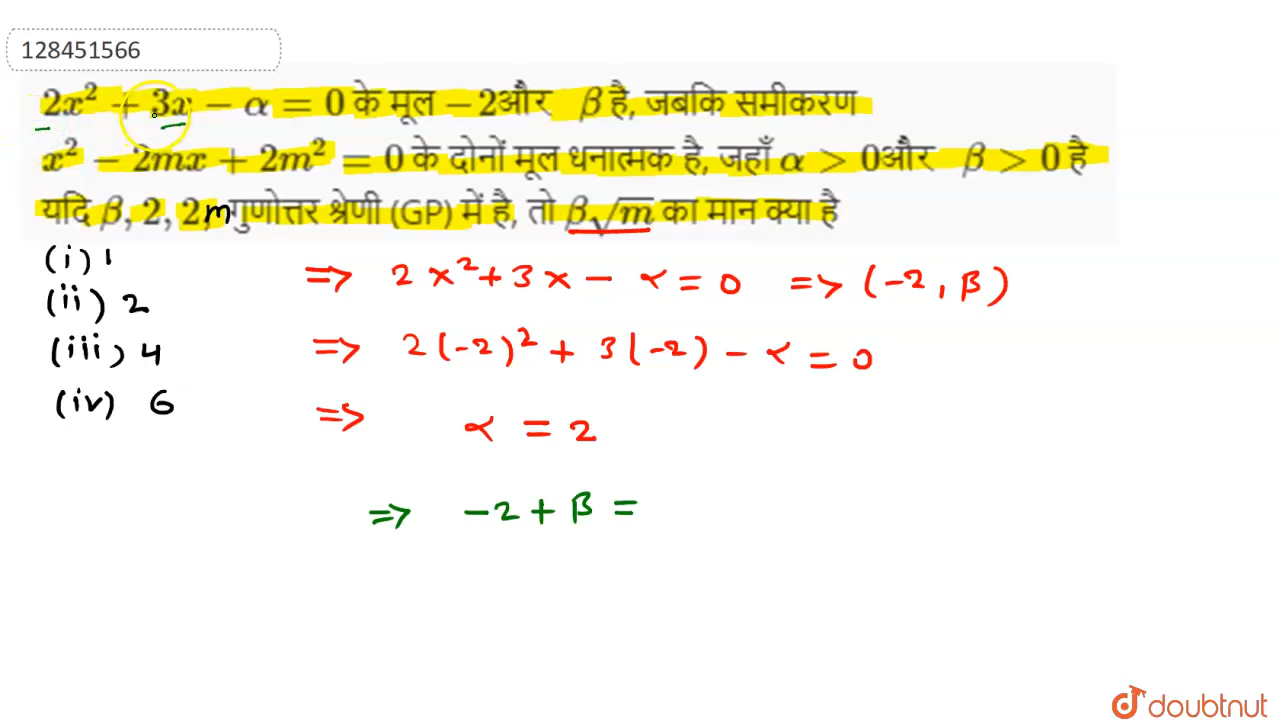 128451566
2x² + 3x − α = 0 के मूल −2और β है, जबकि समीकरण
x² − 2mx + 2m² = 0 के दोनों मूल धनात्मक है, जहाँ α > 0और β > 0 है
यदि β, 2, 2m गुणोत्तर श्रेणी (GP) में है, तो β√m का मान क्या है
(i) 1
(ii) 2
(iii) 4
(iv) 6
=> 2x²+3x − α = 0 => (-2, β)
=> 2(-2)² + 3(-2) − α = 0
=> α = 2
=> -2+β =
doubtnut